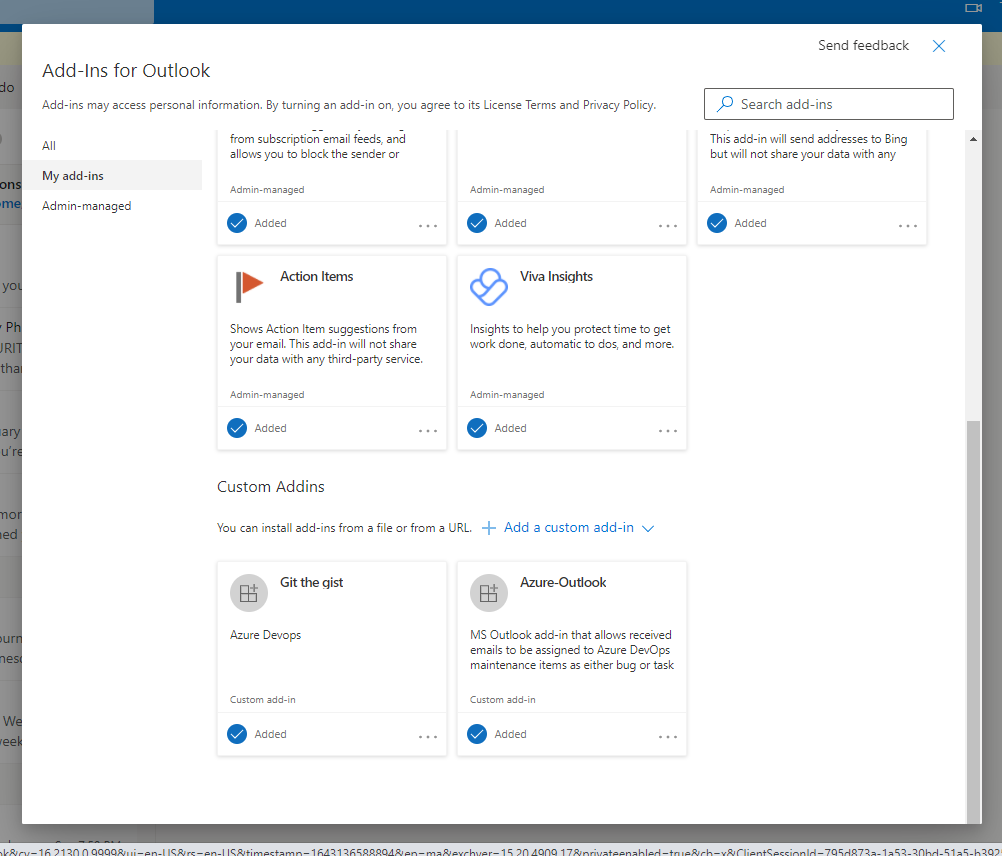 Send feedback
Add-Ins for Outlook
Add-ins may access personal information. By turning an add-in on, you agree to its License Terms and Privacy Policy.
Search add-ins
All
My add-ins
Admin-managed
from subscription email feeds, and
allows you to block the sender or
Admin-managed
Added
Admin-managed
Added
This add-in will send addresses to Bing
but will not share your data with any
Admin-managed
Added
Action Items
Shows Action Item suggestions from
your email. This add-in will not share
your data with any third-party service.
Admin-managed
Added
Viva Insights
Insights to help you protect time to get
work done, automatic to dos, and more.
Admin-managed
Added
Custom Addins
You can install add-ins from a file or from a URL.
Add a custom add-in
Git the gist
Azure Devops
Custom add-in
Added
Azure-Outlook
MS Outlook add-in that allows received
emails to be assigned to Azure DevOps
maintenance items as either bug or task
Custom add-in
Added